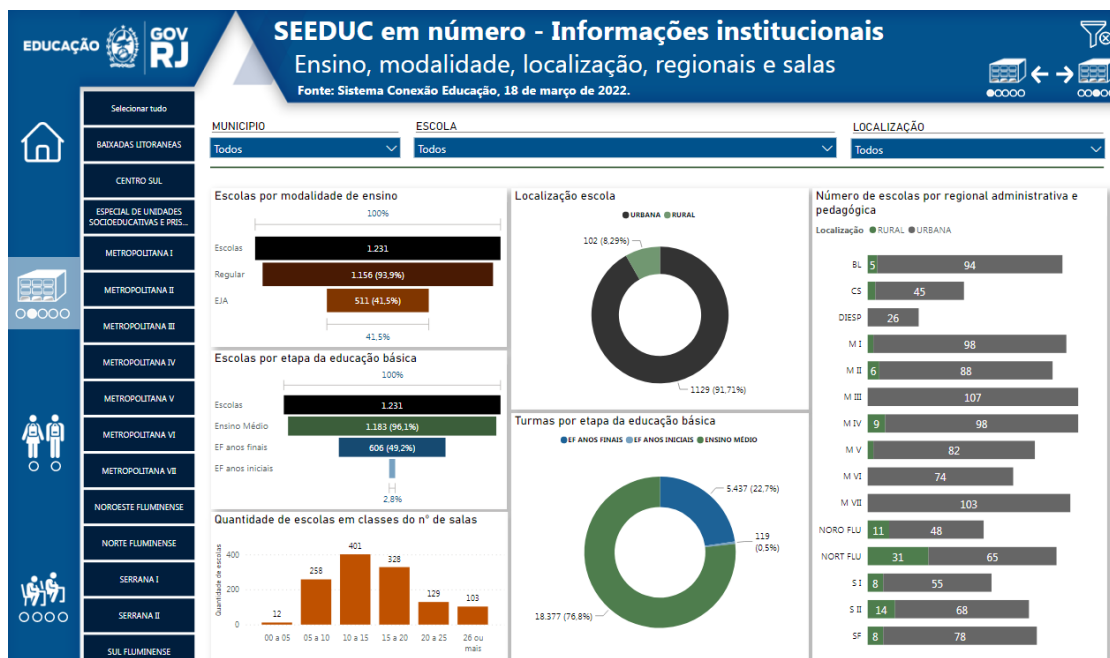 EDUCAÇÃO
GOV
RJ
SEEDUC em número - Informações institucionais
Ensino, modalidade, localização, regionais e salas
Fonte: Sistema Conexão Educação, 18 de março de 2022.
Selecionar tudo
BAIXADAS LITORANEAS
CENTRO SUL
ESPECIAL DE UNIDADES
SOCIOEDUCATIVAS E PRIS...
METROPOLITANA I
METROPOLITANA II
METROPOLITANA III
METROPOLITANA IV
METROPOLITANA V
METROPOLITANA VI
METROPOLITANA VII
NOROESTE FLUMINENSE
NORTE FLUMINENSE
SERRANA I
SERRANA II
SUL FLUMINENSE
MUNICIPIO
Todos
ESCOLA
Todos
LOCALIZAÇÃO
Todos
Escolas por modalidade de ensino
100%
Escolas 1.231
Regular 1.156 (93,9%)
EJA 511 (41,5%)
41,5%
Escolas por etapa da educação básica
100%
Escolas 1.231
Ensino Médio 1.183 (96,1%)
EF anos finais 606 (49,2%)
EF anos iniciais
2,8%
Quantidade de escolas em classes do n° de salas
Quantidade de escolas
400
200
0
12
258
401
328
129
103
00 a 05
05 a 10
10 a 15
15 a 20
20 a 25
26 ou
mais
Localização escola
URBANA RURAL
102 (8,29%)
1129 (91,71%)
Turmas por etapa da educação básica
EF ANOS FINAIS EF ANOS INICIAIS ENSINO MÉDIO
5.437 (22,7%)
119
(0,5%)
18.377 (76,8%)
Número de escolas por regional administrativa e
pedagógica
Localização RURAL URBANA
BL 5 94
CS 45
DIESP 26
M I 98
M II 6 88
M III 107
M IV 9 98
M V 82
M VI 74
M VII 103
NORO FLU 11 48
NORT FLU 31 65
S I 8 55
S II 14 68
SF 8 78